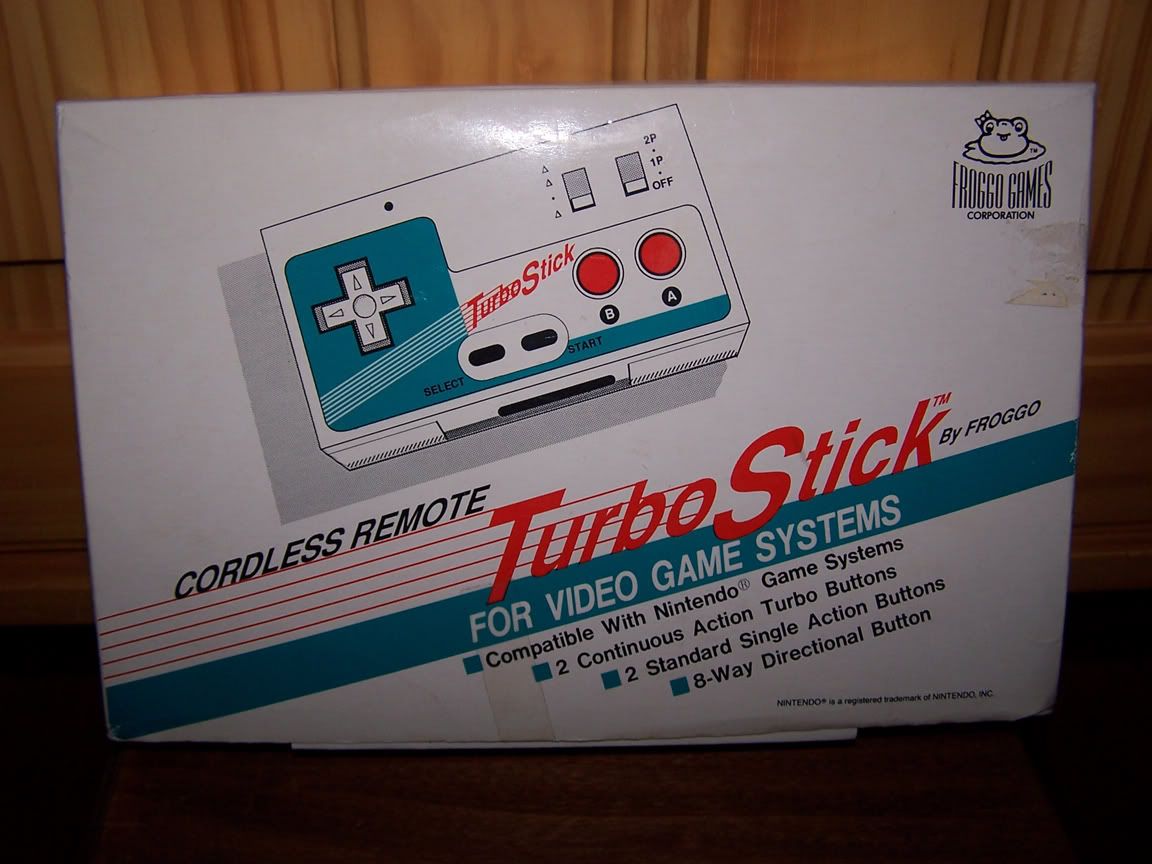 FROGGO GAMES
TM
CORPORATION
2P
1P
OFF
TurboStick
B
A
SELECT
START
CORDLESS REMOTE
TurboStick™ By FROGGO
FOR VIDEO GAME SYSTEMS
Compatible With Nintendo® Game Systems
2 Continuous Action Turbo Buttons
2 Standard Single Action Buttons
8-Way Directional Button
NINTENDO® is a registered trademark of NINTENDO, INC.